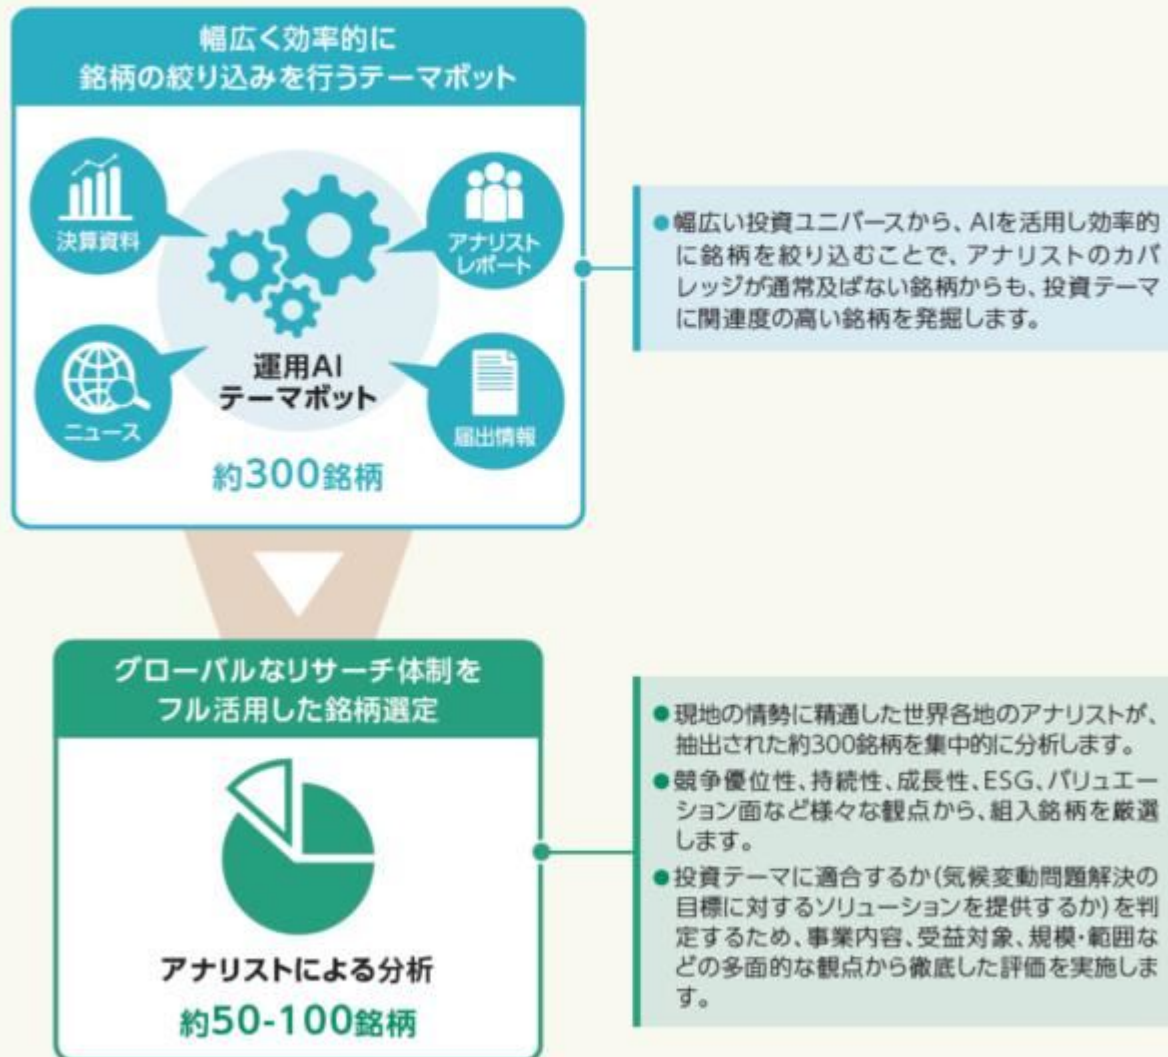 幅広く効率的に
銘柄の絞り込みを行うテーマボット
決算資料
アナリスト
レポート
運用AI
テーマボット
ニュース
届出情報
約300銘柄
●幅広い投資ユニバースから、AIを活用し効率的
に銘柄を絞り込むことで、アナリストのカバ
レッジが通常及ばない銘柄からも、投資テーマ
に関連度の高い銘柄を発掘します。
グローバルなリサーチ体制を
フル活用した銘柄選定
アナリストによる分析
約50-100銘柄
●現地の情勢に精通した世界各地のアナリストが、
抽出された約300銘柄を集中的に分析します。
●競争優位性、持続性、成長性、ESG、バリュエー
ション面など様々な観点から、組入銘柄を厳選
します。
●投資テーマに適合するか(気候変動問題解決の
目標に対するソリューションを提供するか)を判
定するため、事業内容、受益対象、規模・範囲な
どの多面的な観点から徹底した評価を実施しま
す。